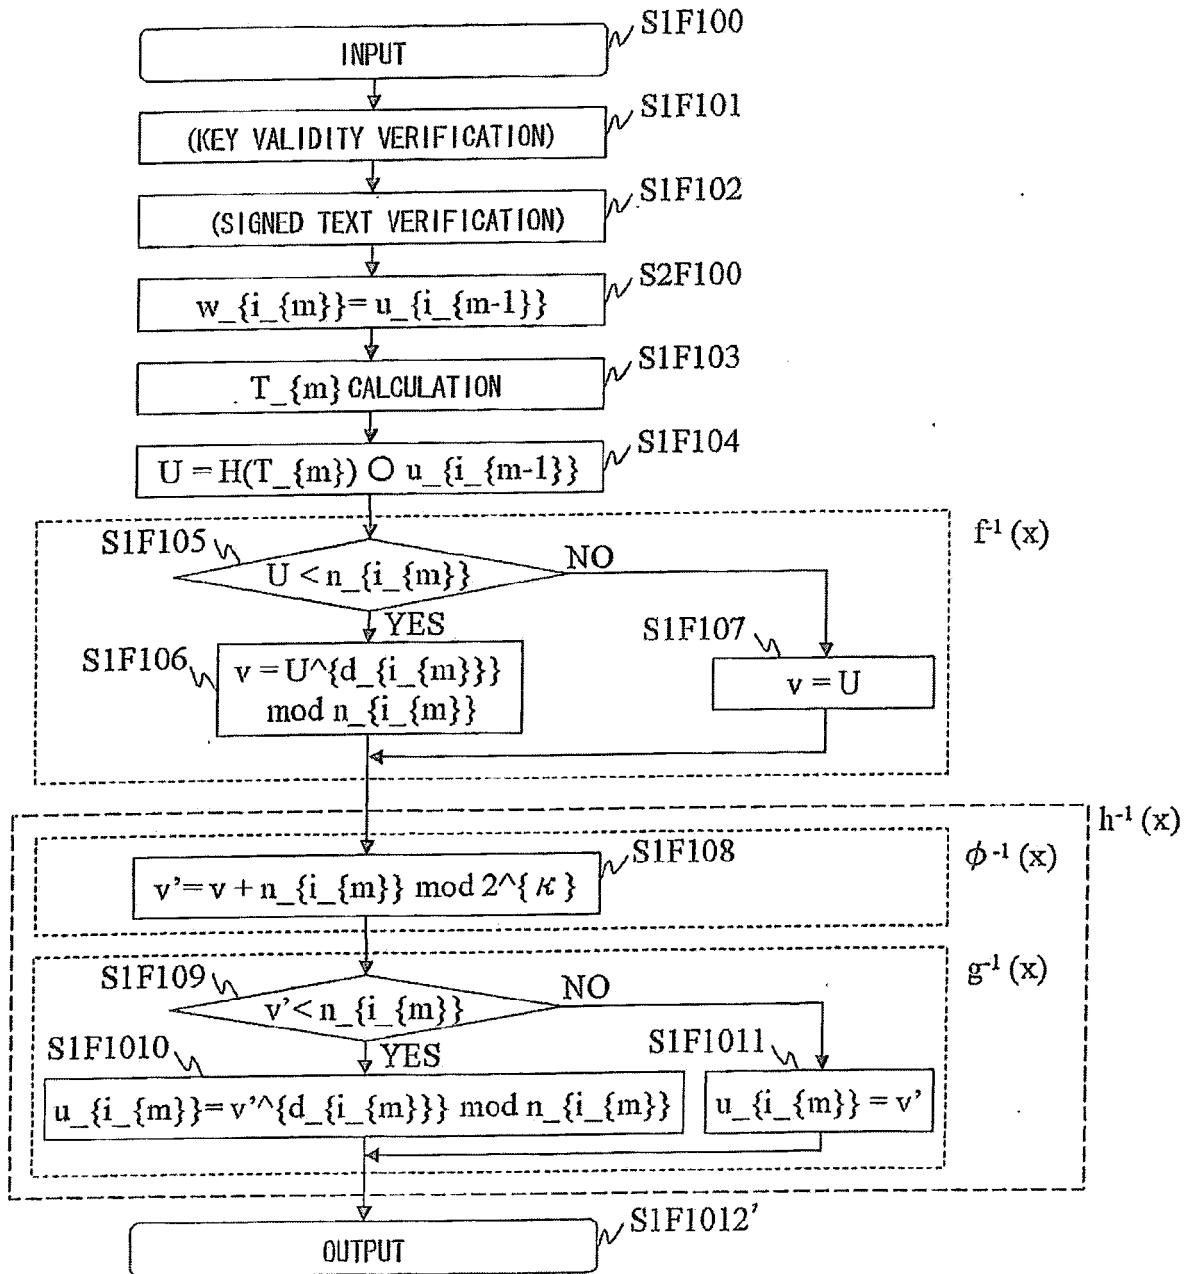 S1F100
INPUT
S1F101
(KEY VALIDITY VERIFICATION)
S1F102
(SIGNED TEXT VERIFICATION)
S2F100
w_{i_{m}}= u_{i_{m-1}}
S1F103
T_{m} CALCULATION
S1F104
U = H(T_{m}) ○ u_{i_{m-1}}
f⁻¹ (x)
S1F105
U < n_{i_{m}}
NO
YES
S1F106
v = U^{d_{i_{m}}}
mod n_{i_{m}}
S1F107
v = U
h⁻¹ (x)
ϕ⁻¹ (x)
S1F108
v’= v + n_{i_{m}} mod 2^{κ}
g⁻¹ (x)
S1F109
v’< n_{i_{m}}
NO
YES
S1F1010
u_{i_{m}}= v’^{d_{i_{m}}} mod n_{i_{m}}
S1F1011
u_{i_{m}} = v’
S1F1012’
OUTPUT